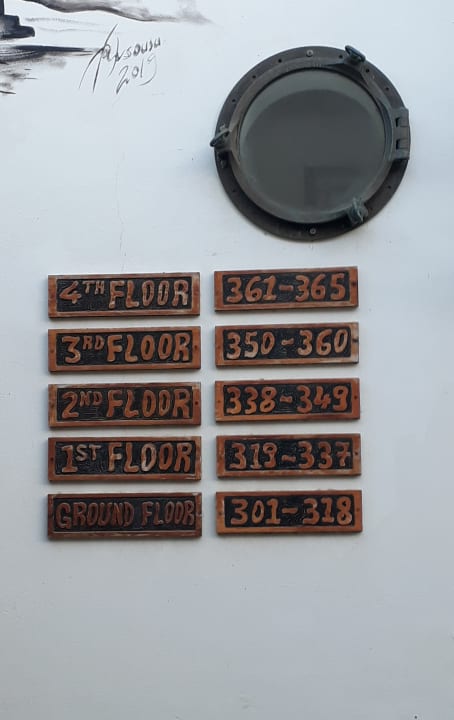 2019
4TH FLOOR 361-365
3RD FLOOR 350-360
2ND FLOOR 338-349
1ST FLOOR 319-337
GROUND FLOOR 301-318